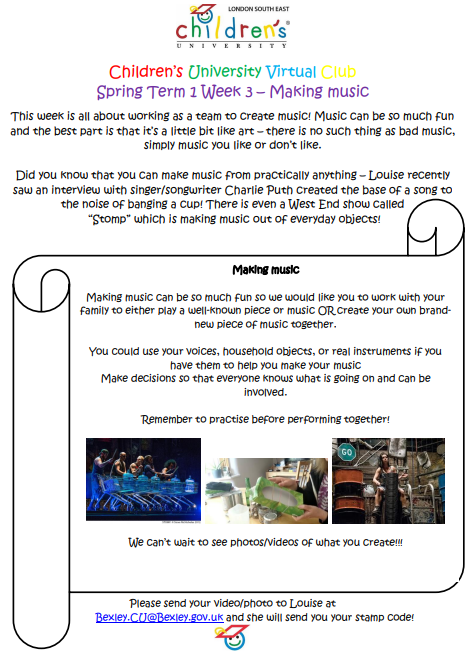 LONDON SOUTH EAST
children's
UNIVERSITY
Children's University Virtual Club
Spring Term 1 Week 3 – Making music
This week is all about working as a team to create music! Music can be so much fun
and the best part is that it's a little bit like art – there is no such thing as bad music,
simply music you like or don't like.
Did you know that you can make music from practically anything – Louise recently
saw an interview with singer/songwriter Charlie Puth created the base of a song to
the noise of banging a cup! There is even a West End show called
"Stomp" which is making music out of everyday objects!
Making music
Making music can be so much fun so we would like you to work with your
family to either play a well-known piece or music OR create your own brand-
new piece of music together.
You could use your voices, household objects, or real instruments if you
have them to help you make your music
Make decisions so that everyone knows what is going on and can be
involved.
Remember to practise before performing together!
GO
We can't wait to see photos/videos of what you create!!!
Please send your video/photo to Louise at
Bexley.CU@Bexley.gov.uk and she will send you your stamp code!